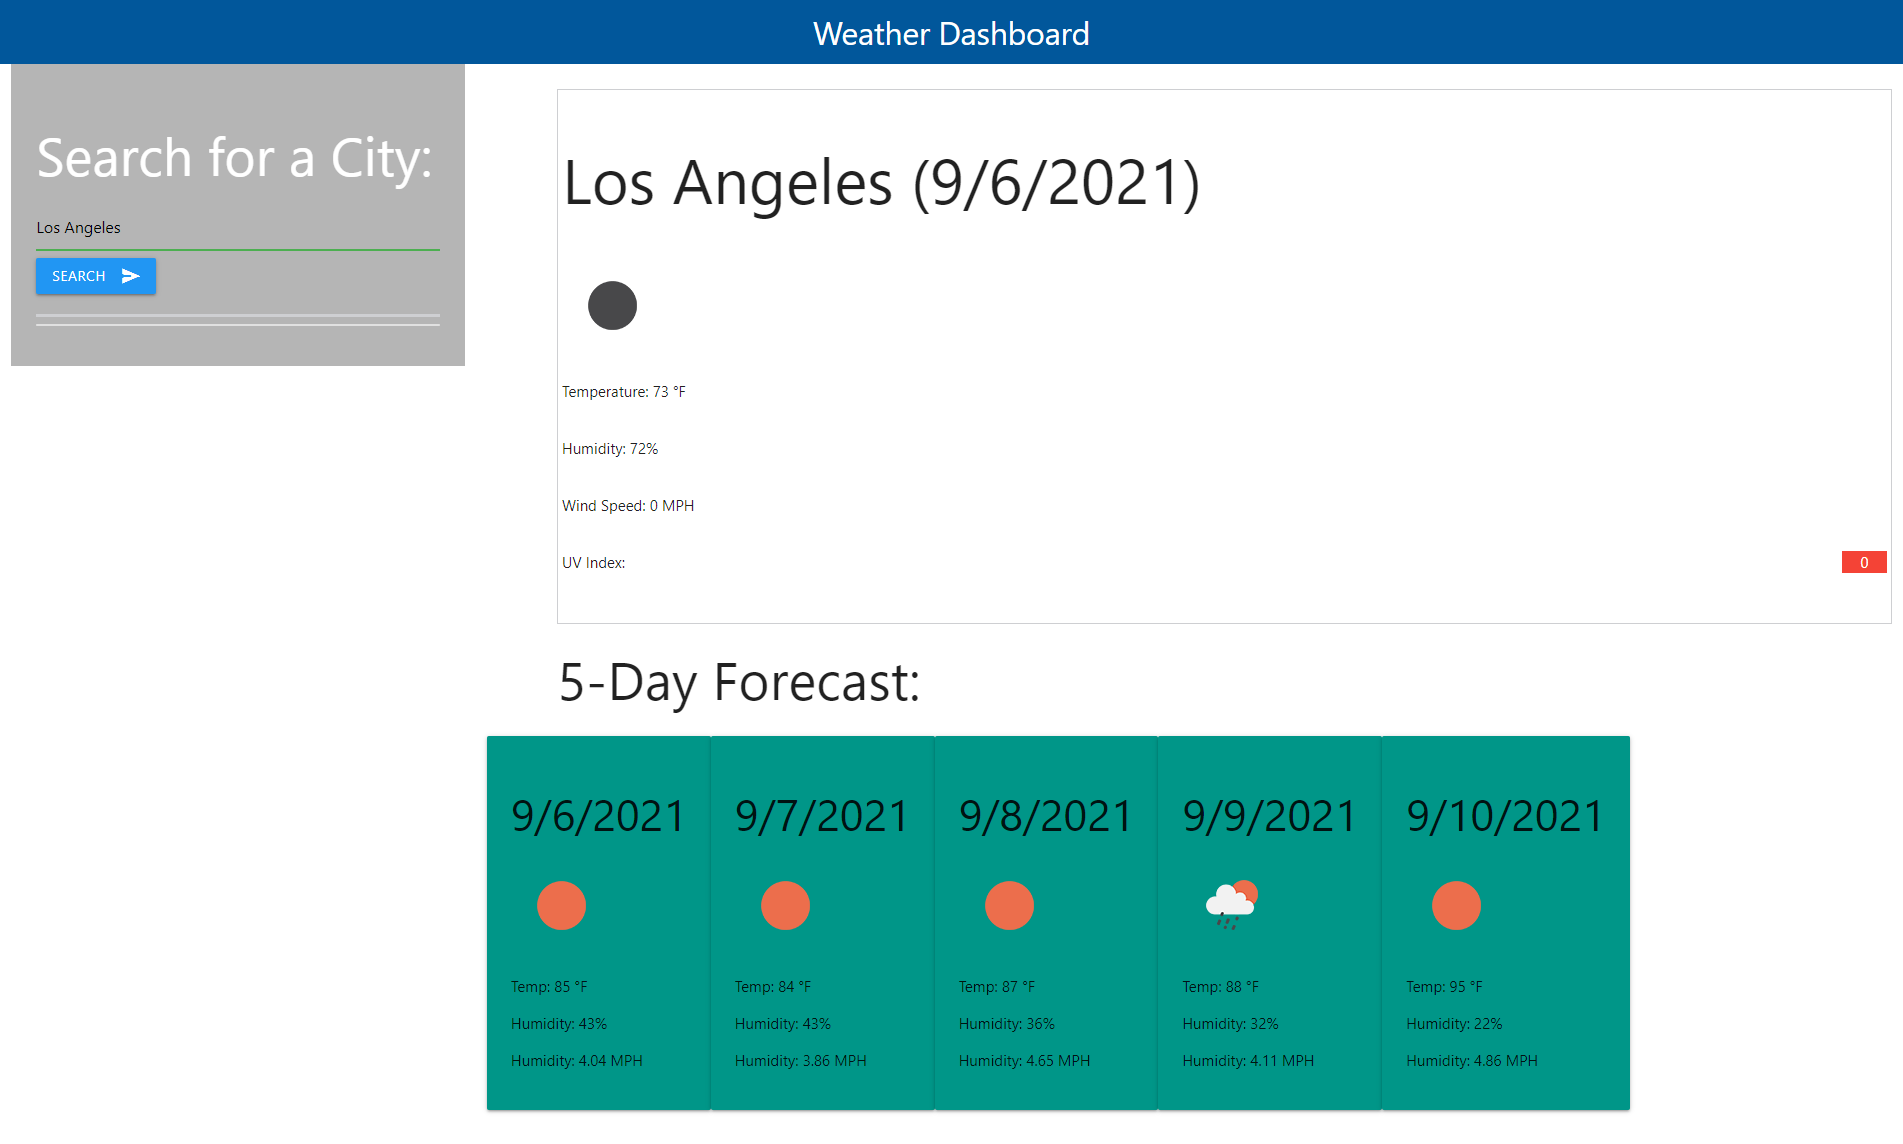 Weather Dashboard
Search for a City:
Los Angeles
SEARCH
Los Angeles (9/6/2021)
Temperature: 73 °F
Humidity: 72%
Wind Speed: 0 MPH
UV Index: 0
5-Day Forecast:
9/6/2021
Temp: 85 °F
Humidity: 43%
Humidity: 4.04 MPH
9/7/2021
Temp: 84 °F
Humidity: 43%
Humidity: 3.86 MPH
9/8/2021
Temp: 87 °F
Humidity: 36%
Humidity: 4.65 MPH
9/9/2021
Temp: 88 °F
Humidity: 32%
Humidity: 4.11 MPH
9/10/2021
Temp: 95 °F
Humidity: 22%
Humidity: 4.86 MPH